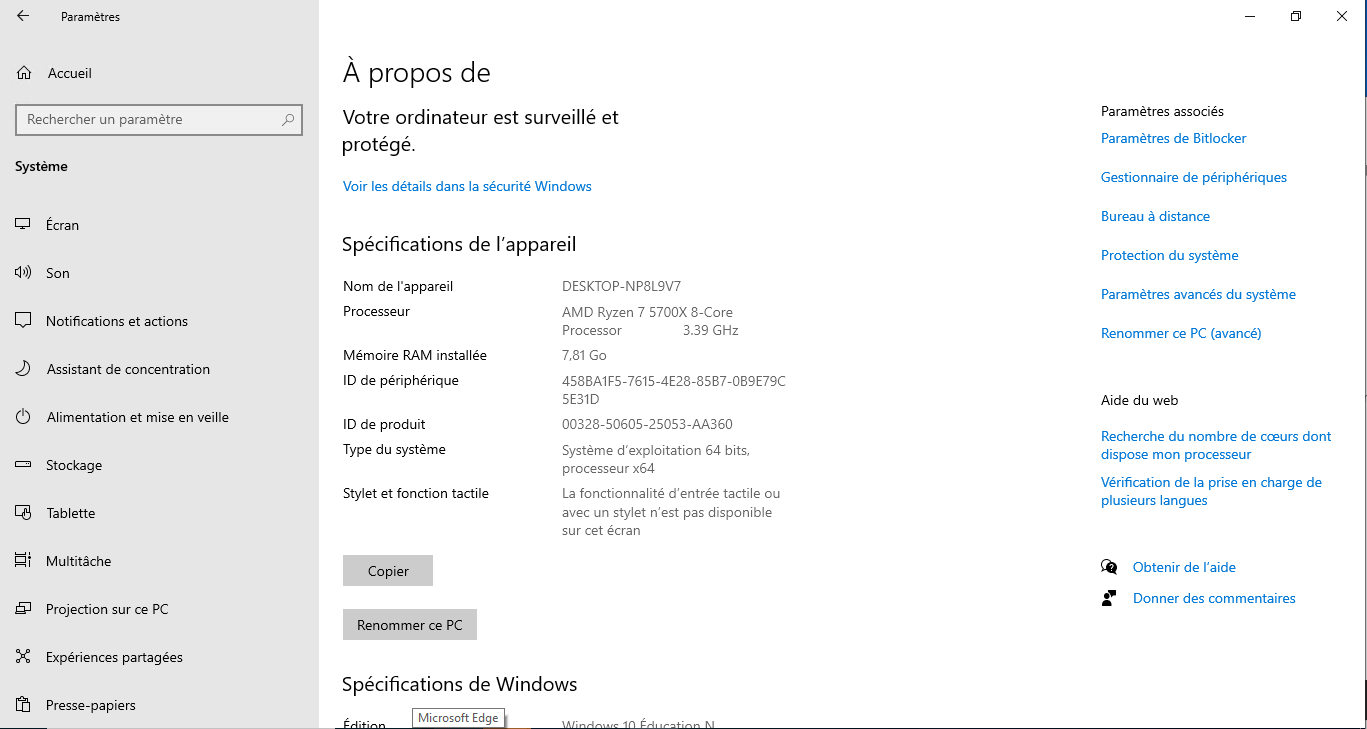 Paramètres
Accueil
Rechercher un paramètre
Système
Écran
Son
Notifications et actions
Assistant de concentration
Alimentation et mise en veille
Stockage
Tablette
Multitâche
Projection sur ce PC
Expériences partagées
Presse-papiers
À propos de
Votre ordinateur est surveillé et
protégé.
Voir les détails dans la sécurité Windows
Spécifications de l’appareil
Nom de l'appareil DESKTOP-NP8L9V7
Processeur AMD Ryzen 7 5700X 8-Core
Processor 3.39 GHz
Mémoire RAM installée 7,81 Go
ID de périphérique 458BA1F5-7615-4E28-85B7-0B9E79C
5E31D
ID de produit 00328-50605-25053-AA360
Type du système Système d’exploitation 64 bits,
processeur x64
Stylet et fonction tactile La fonctionnalité d’entrée tactile ou
avec un stylet n’est pas disponible
sur cet écran
Copier
Renommer ce PC
Spécifications de Windows
Édition Windows 10 Éducation N
Microsoft Edge
Paramètres associés
Paramètres de Bitlocker
Gestionnaire de périphériques
Bureau à distance
Protection du système
Paramètres avancés du système
Renommer ce PC (avancé)
Aide du web
Recherche du nombre de cœurs dont
dispose mon processeur
Vérification de la prise en charge de
plusieurs langues
Obtenir de l’aide
Donner des commentaires